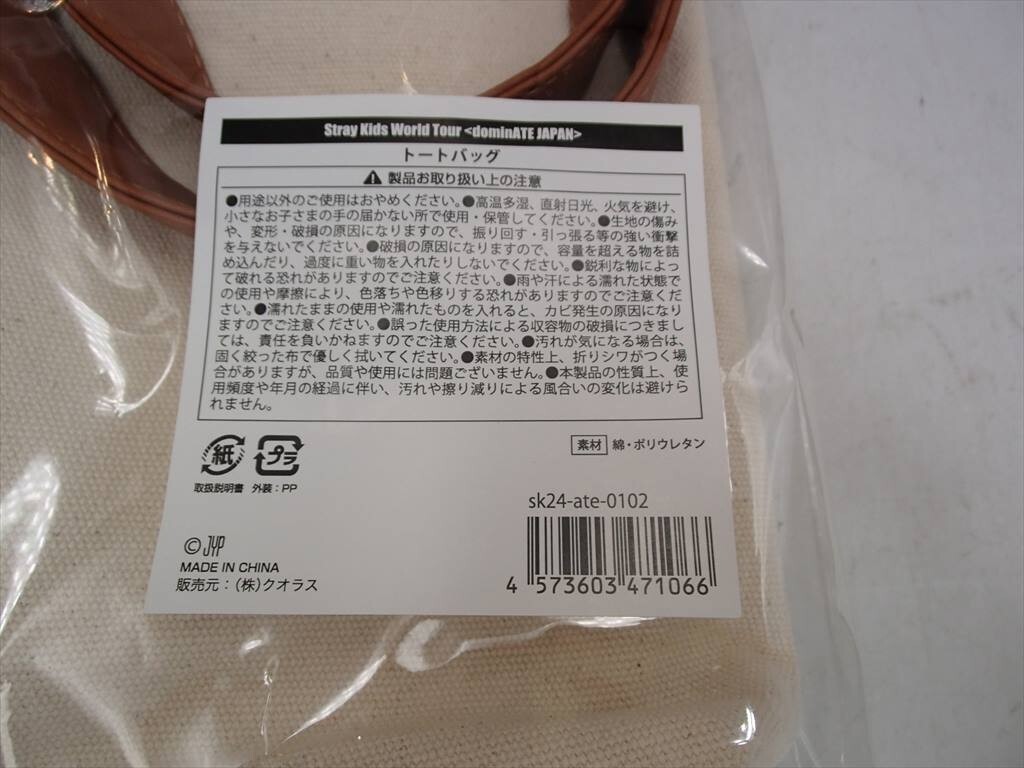 Stray Kids World Tour <dominATE JAPAN>
トートバッグ
製品お取り扱い上の注意
●用途以外のご使用はおやめください。●高温多湿、直射日光、火気を避け、
小さなお子さまの手の届かない所で使用・保管してください。●生地の傷み
や、変形・破損の原因になりますので、振り回す・引っ張る等の強い衝撃
を与えないでください。●破損の原因になりますので、容量を超える物を詰
め込んだり、過度に重い物を入れたりしないでください。●鋭利な物によっ
て破れる恐れがありますのでご注意ください。●雨や汗による濡れた状態で
の使用や摩擦により、色落ちや色移りする恐れがありますのでご注意くだ
さい。●濡れたままの使用や濡れたものを入れると、カビ発生の原因になり
ますのでご注意ください。●誤った使用方法による収容物の破損につきまし
ては、責任を負いかねますのでご注意ください。●汚れが気になる場合は、
固く絞った布で優しく拭いてください。●素材の特性上、折りシワがつく場
合がありますが、品質や使用には問題ございません。●本製品の性質上、使
用頻度や年月の経過に伴い、汚れや擦り減りによる風合いの変化は避けら
れません。
紙 プラ
取扱説明書 外装：PP
素材 綿・ポリウレタン
sk24-ate-0102
© JYP
MADE IN CHINA
販売元：（株）クオラス
4 573603 471066